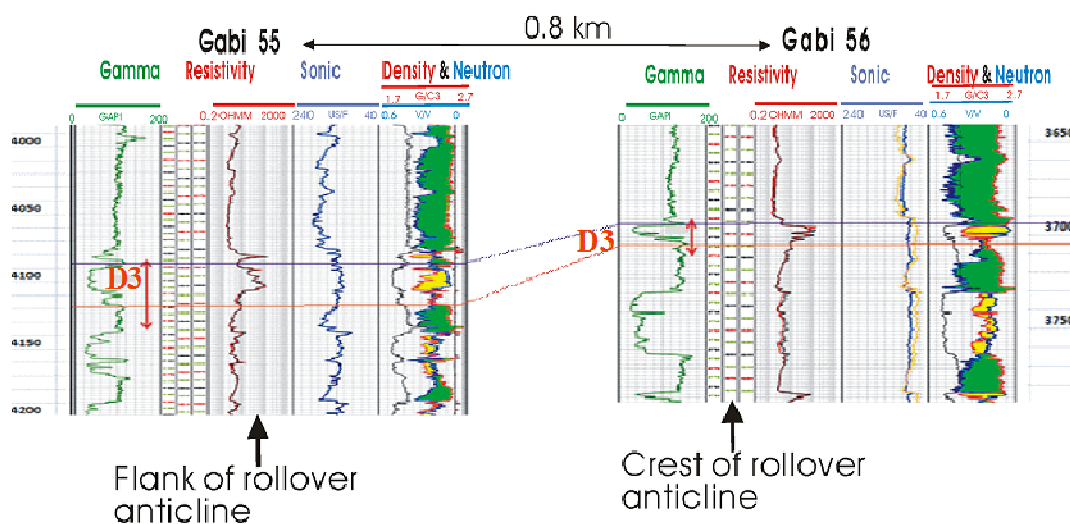 0.8 km
Gabi 55
Gabi 56
Gamma Resistivity Sonic Density & Neutron
Gamma Resistivity Sonic Density & Neutron
1.7 G/C3 2.7
0 GAPI 200 0.2 OHMM 2000 240 US/F 40 0.6 V/V 0
1.7 G/C3 2.7
0 GAPI 200 0.2 OHMM 2000 240 US/F 40 0.6 V/V 0
4000
4050
4100
4150
4200
D3
D3
3650
3700
3750
Flank of rollover
anticline
Crest of rollover
anticline